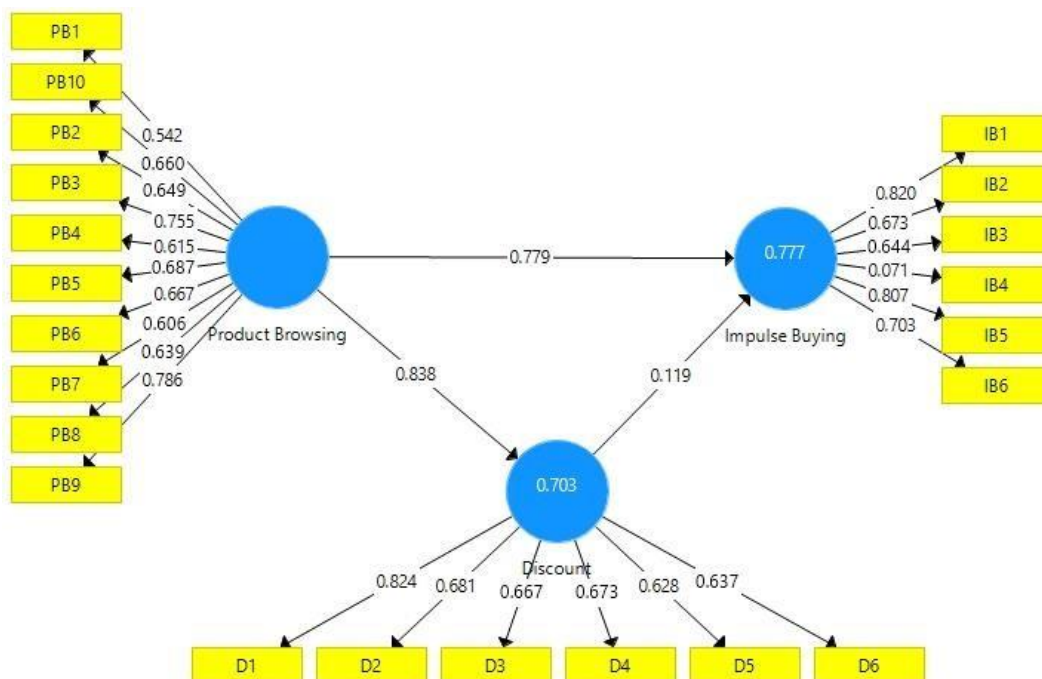 PB1
PB10
PB2
PB3
PB4
PB5
PB6
PB7
PB8
PB9
0.542
0.660
0.649
0.755
0.615
0.687
0.667
0.606
0.639
0.786
Product Browsing
0.779
0.838
0.777
Impulse Buying
0.119
0.820
0.673
0.644
0.071
0.807
0.703
IB1
IB2
IB3
IB4
IB5
IB6
0.703
Discount
0.824
0.681
0.667
0.673
0.628
0.637
D1
D2
D3
D4
D5
D6